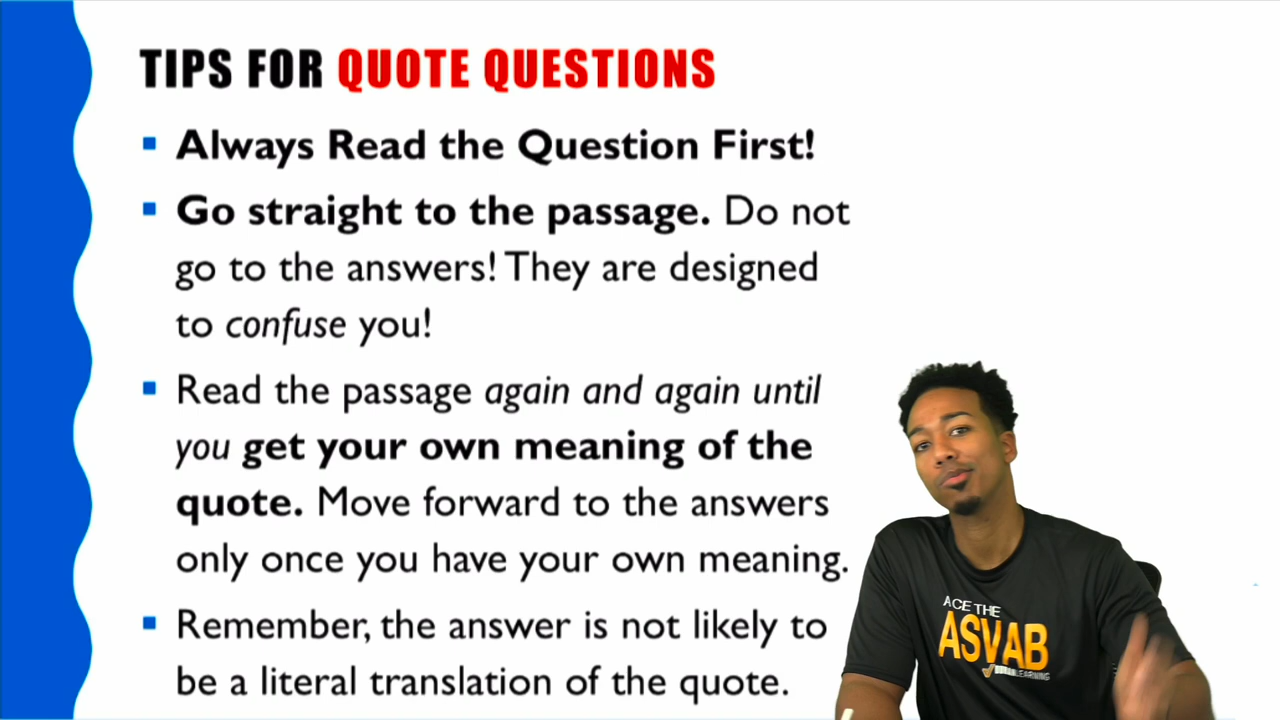 TIPS FOR QUOTE QUESTIONS
Always Read the Question First!
Go straight to the passage. Do not
go to the answers! They are designed
to confuse you!
Read the passage again and again until
you get your own meaning of the
quote. Move forward to the answers
only once you have your own meaning.
Remember, the answer is not likely to
be a literal translation of the quote.
ACE THE
ASVAB
LEARNING